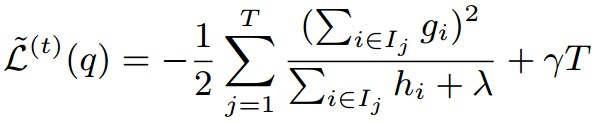 $$\tilde{\mathcal{L}}^{(t)}(q) = -\frac{1}{2} \sum_{j=1}^{T} \frac{(\sum_{i \in I_j} g_i)^2}{\sum_{i \in I_j} h_i + \lambda} + \gamma T$$